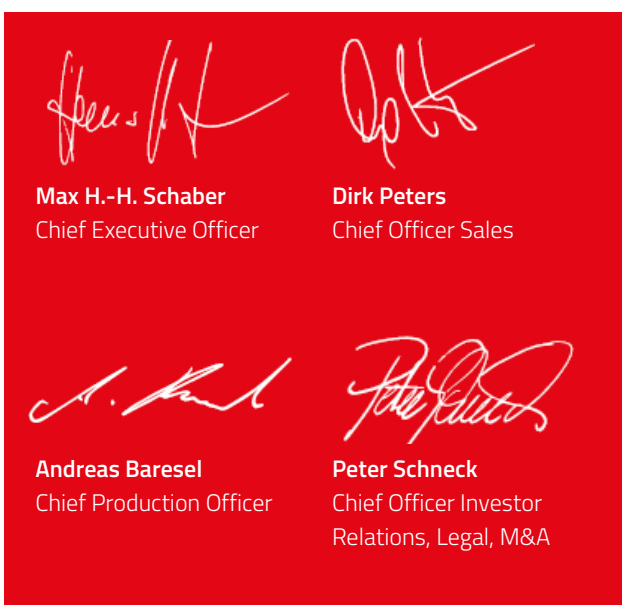 Max H.-H. Schaber
Chief Executive Officer
Dirk Peters
Chief Officer Sales
Andreas Baresel
Chief Production Officer
Peter Schneck
Chief Officer Investor
Relations, Legal, M&A